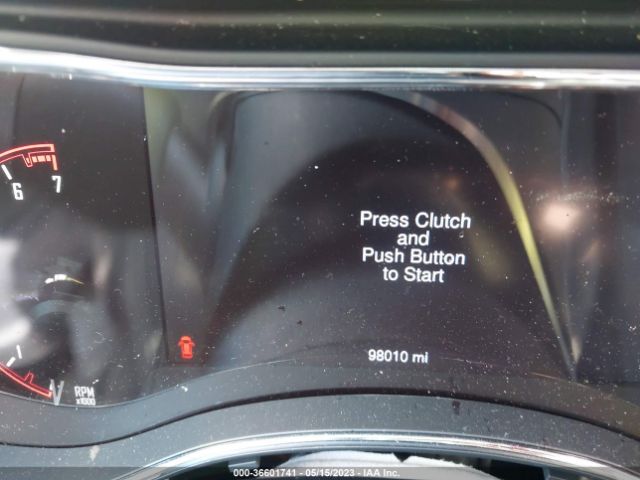 6 7
Press Clutch
and
Push Button
to Start
98010 mi
RPM
x1000
000-36601741 - 05/15/2023 - IAA Inc.